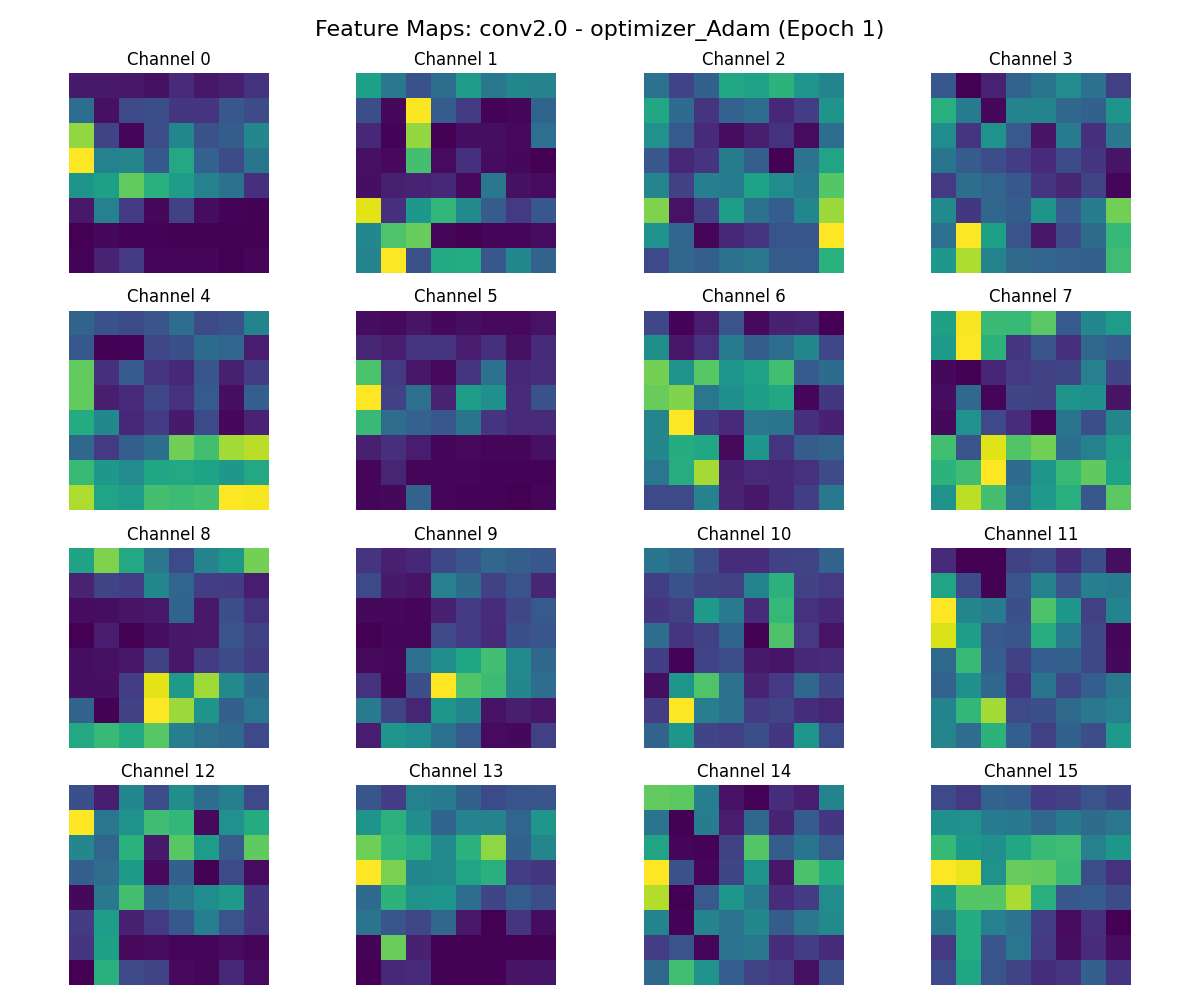 Feature Maps: conv2.0 - optimizer_Adam (Epoch 1)
Channel 0
Channel 1
Channel 2
Channel 3
Channel 4
Channel 5
Channel 6
Channel 7
Channel 8
Channel 9
Channel 10
Channel 11
Channel 12
Channel 13
Channel 14
Channel 15